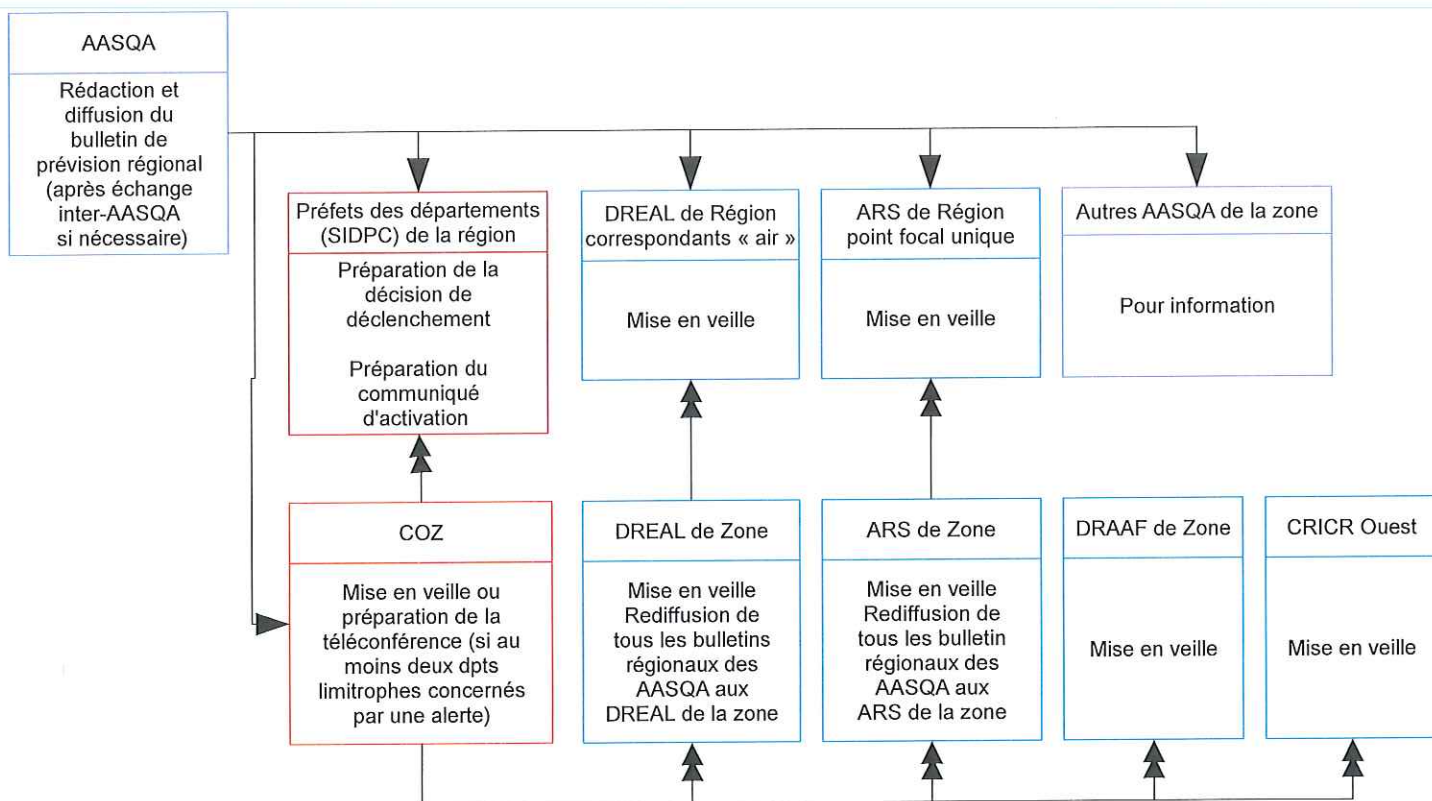 AASQA
Rédaction et
diffusion du
bulletin de
prévision régional
(après échange
inter-AASQA
si nécessaire)
Préfets des départements
(SIDPC) de la région
Préparation de la
décision de
déclenchement
Préparation du
communiqué
d'activation
DREAL de Région
correspondants « air »
Mise en veille
ARS de Région
point focal unique
Mise en veille
Autres AASQA de la zone
Pour information
COZ
Mise en veille ou
préparation de la
téléconférence (si au
moins deux dpts
limitrophes concernés
par une alerte)
DREAL de Zone
Mise en veille
Rediffusion de
tous les bulletins
régionaux des
AASQA aux
DREAL de la zone
ARS de Zone
Mise en veille
Rediffusion de
tous les bulletin
régionaux des
AASQA aux
ARS de la zone
DRAAF de Zone
Mise en veille
CRICR Ouest
Mise en veille